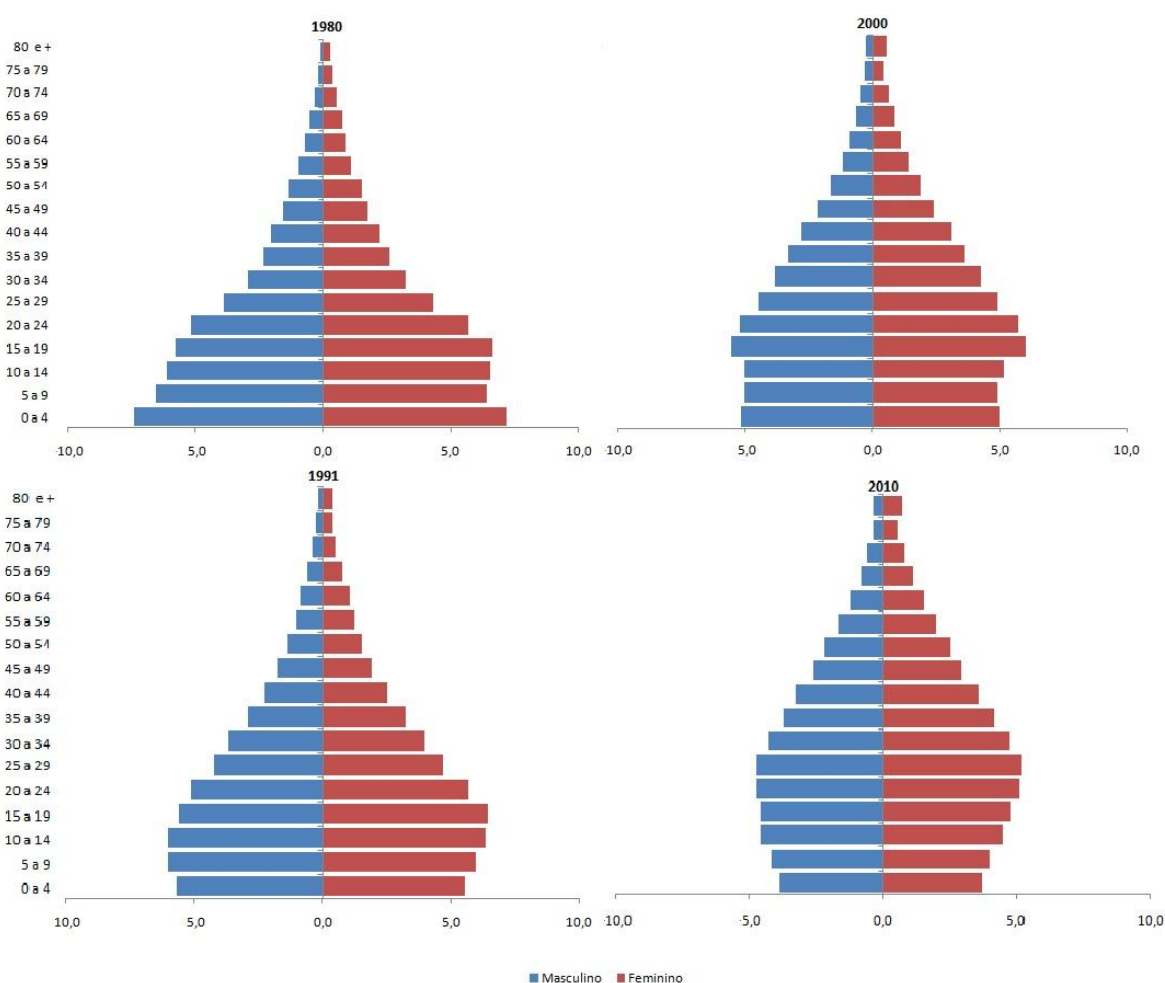 1980
80 e +
75 a 79
70 a 74
65 a 69
60 a 64
55 a 59
50 a 54
45 a 49
40 a 44
35 a 39
30 a 34
25 a 29
20 a 24
15 a 19
10 a 14
5 a 9
0 a 4
10,0 5,0 0,0 5,0 10,0
2000
10,0 5,0 0,0 5,0 10,0
1991
80 e +
75 a 79
70 a 74
65 a 69
60 a 64
55 a 59
50 a 54
45 a 49
40 a 44
35 a 39
30 a 34
25 a 29
20 a 24
15 a 19
10 a 14
5 a 9
0 a 4
10,0 5,0 0,0 5,0 10,0
2010
10,0 5,0 0,0 5,0 10,0
Masculino Feminino